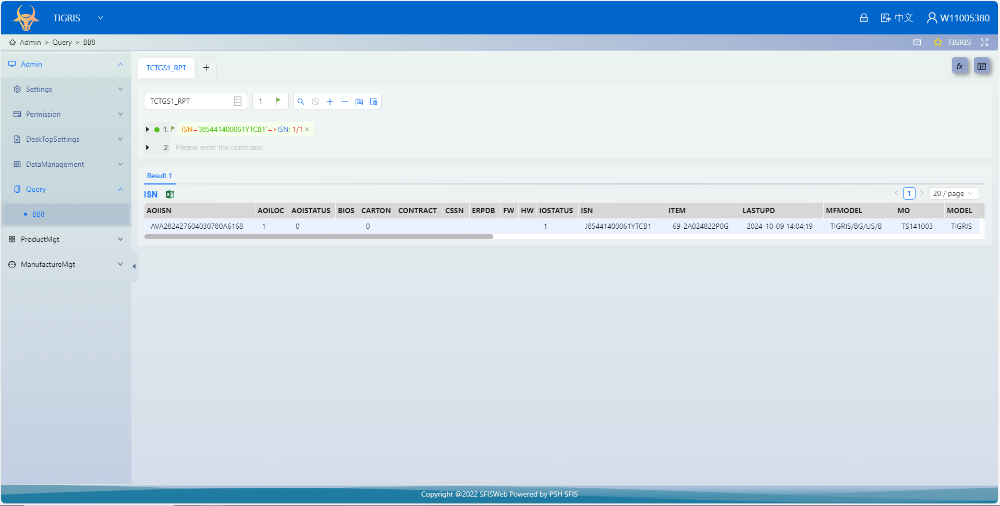 TIGRIS
中文 W11005380
Admin > Query > BB8
TIGRIS
Admin
Settings
Permission
DeskTopSettings
DataManagement
Query
BB8
ProductMgt
ManufactureMgt
TCTGS1_RPT +
fx
TCTGS1_RPT 1
1: ISN='J85441400061YTCB1'=>ISN; 1/1 ×
2: Please enter the command
Result 1
ISN
< 1 > 20 / page
AOIISN AOILOC AOISTATUS BIOS CARTON CONTRACT CSSN ERPDB FW HW IOSTATUS ISN ITEM LASTUPD MFMODEL MO MODEL
AVA282427604030780A6168 1 0 0 1 J85441400061YTCB1 69-2A024822P0G 2024-10-09 14:04:19 TIGRIS/BG/US/B TS141003 TIGRIS
Copyright @2022 SFISWeb Powered by PSH SFIS